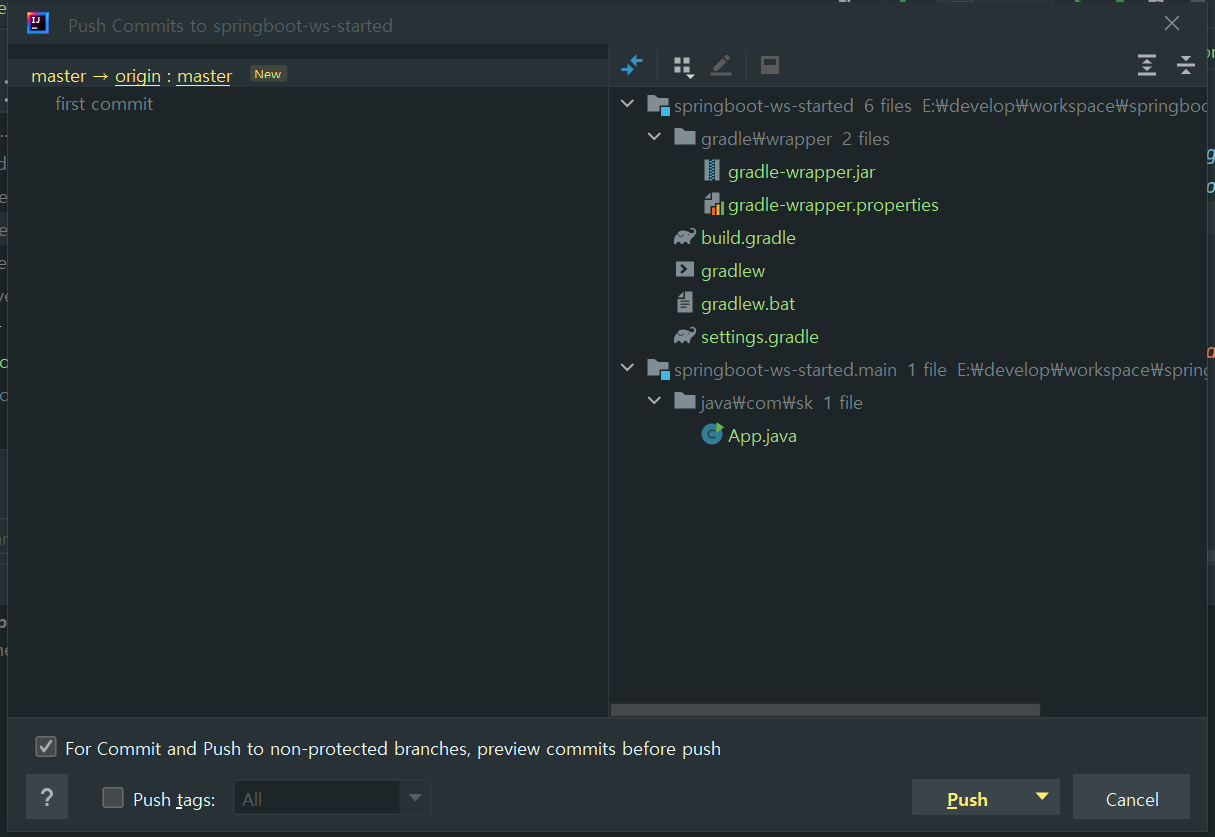 Push Commits to springboot-ws-started
master → origin : master New
first commit
springboot-ws-started 6 files E:₩develop₩workspace₩springboo
gradle₩wrapper 2 files
gradle-wrapper.jar
gradle-wrapper.properties
build.gradle
gradlew
gradlew.bat
settings.gradle
springboot-ws-started.main 1 file E:₩develop₩workspace₩spring
java₩com₩sk 1 file
App.java
For Commit and Push to non-protected branches, preview commits before push
? Push tags: All
Push
Cancel